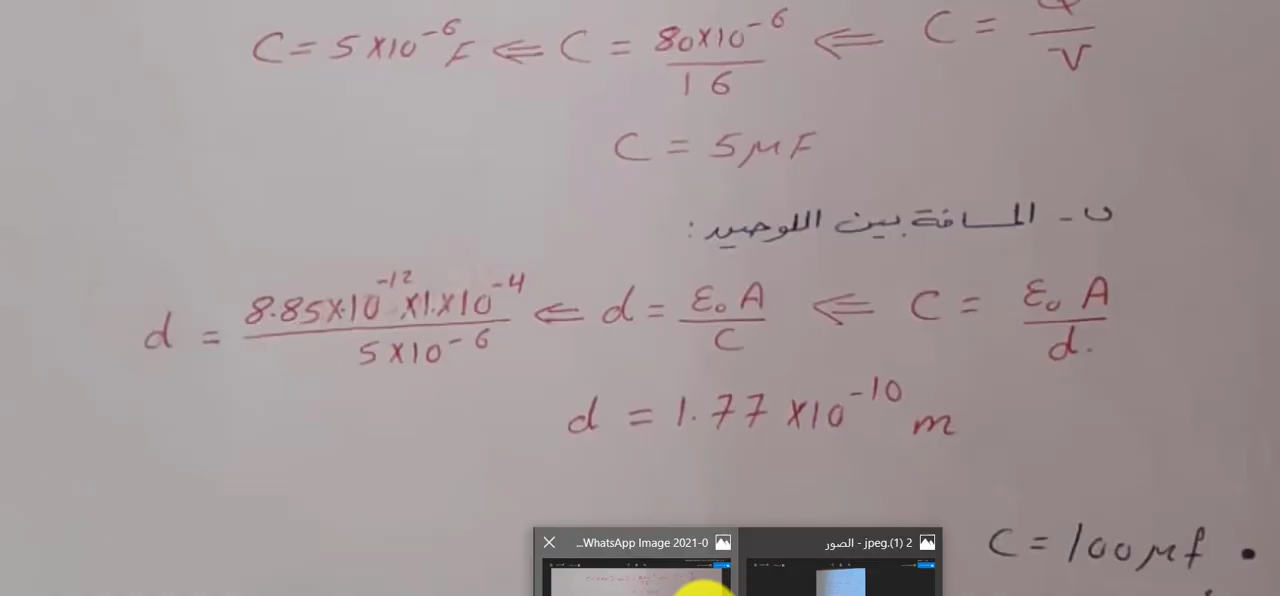 C = Q/V ⇐ C = 80×10⁻⁶/16 ⇐ C = 5×10⁻⁶F
C = 5μF
ب - المسافة بين اللوحين :
C = ε₀ A/d. ⇐ d = ε₀ A/C ⇐ d = 8.85×10⁻¹² ×1×10⁻⁴/5×10⁻⁶
d = 1.77 ×10⁻¹⁰ m
• C = 100μf
WhatsApp Image 2021-0...
2 (1).jpeg - الصور